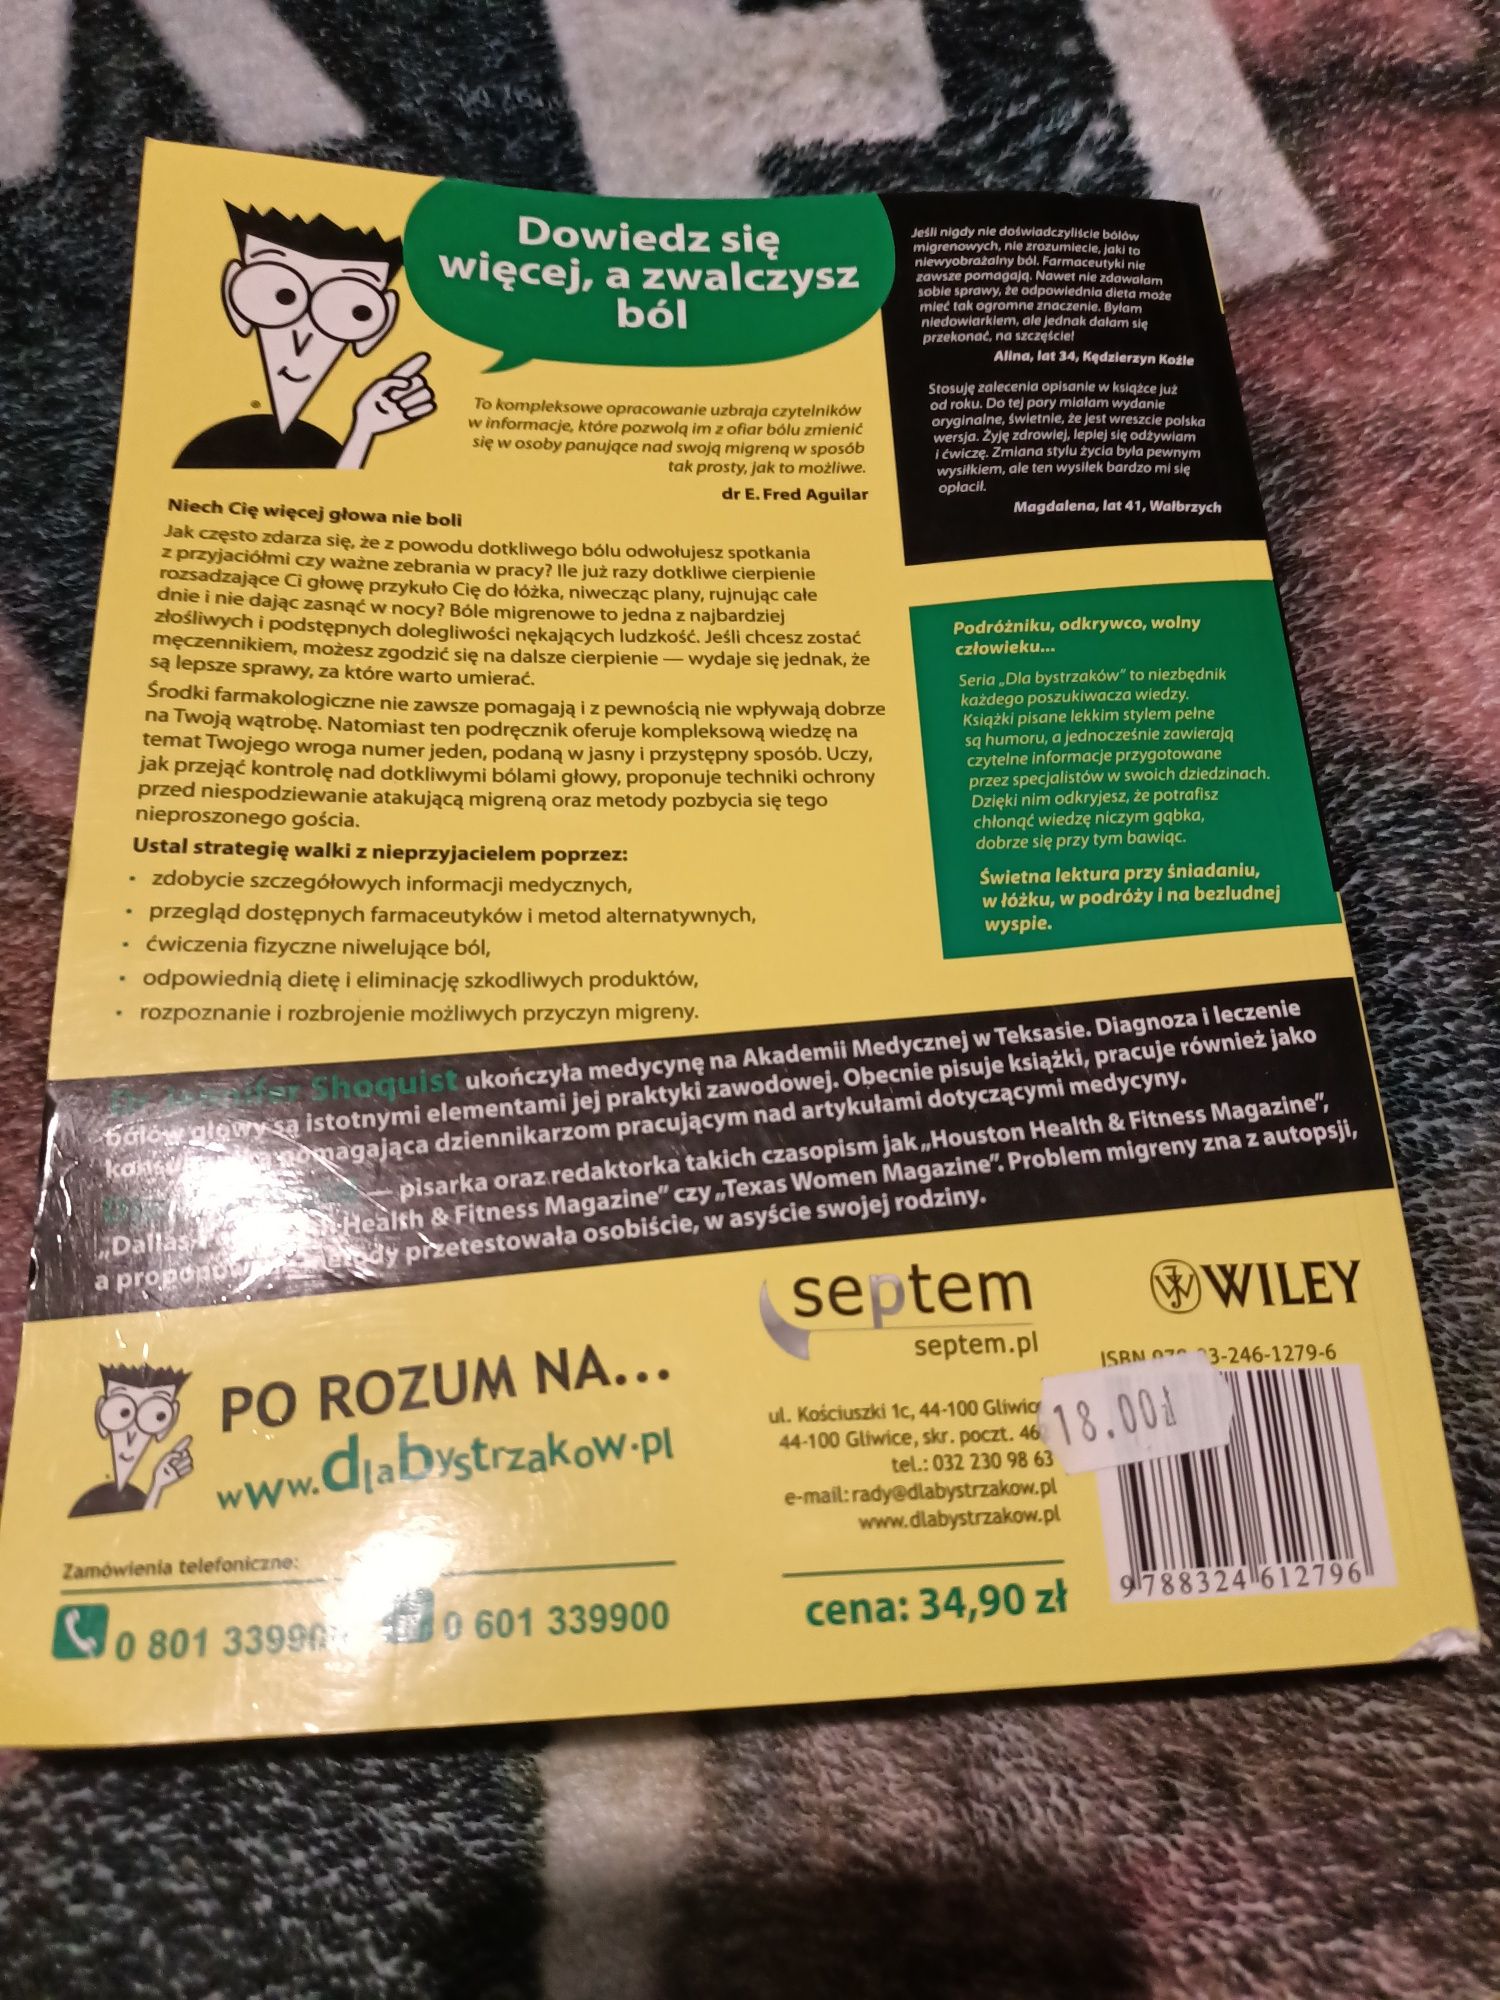 Dowiedz się
więcej, a zwalczysz
ból
To kompleksowe opracowanie uzbraja czytelników
w informacje, które pozwolą im z ofiar bólu zmienić
się w osoby panujące nad swoją migreną w sposób
tak prosty, jak to możliwe.
dr E. Fred Aguilar
Niech Cię więcej głowa nie boli
Jak często zdarza się, że z powodu dotkliwego bólu odwołujesz spotkania
z przyjaciółmi czy ważne zebrania w pracy? Ile już razy dotkliwe cierpienie
rozsadzające Ci głowę przykuło Cię do łóżka, niwecząc plany, rujnując całe
dnie i nie dając zasnąć w nocy? Bóle migrenowe to jedna z najbardziej
złośliwych i podstępnych dolegliwości nękających ludzkość. Jeśli chcesz zostać
męczennikiem, możesz zgodzić się na dalsze cierpienie — wydaje się jednak, że
są lepsze sprawy, za które warto umierać.
Środki farmakologiczne nie zawsze pomagają i z pewnością nie wpływają dobrze
na Twoją wątrobę. Natomiast ten podręcznik oferuje kompleksową wiedzę na
temat Twojego wroga numer jeden, podaną w jasny i przystępny sposób. Uczy,
jak przejąć kontrolę nad dotkliwymi bólami głowy, proponuje techniki ochrony
przed niespodziewanie atakującą migreną oraz metody pozbycia się tego
nieproszonego gościa.
Ustal strategię walki z nieprzyjacielem poprzez:
• zdobycie szczegółowych informacji medycznych,
• przegląd dostępnych farmaceutyków i metod alternatywnych,
• ćwiczenia fizyczne niwelujące ból,
• odpowiednią dietę i eliminację szkodliwych produktów,
• rozpoznanie i rozbrojenie możliwych przyczyn migreny.
Jeśli nigdy nie doświadczyliście bólów
migrenowych, nie zrozumiecie, jaki to
niewyobrażalny ból. Farmaceutyki nie
zawsze pomagają. Nawet nie zdawałam
sobie sprawy, że odpowiednia dieta może
mieć tak ogromne znaczenie. Byłam
niedowiarkiem, ale jednak dałam się
przekonać, na szczęście!
Alina, lat 34, Kędzierzyn Koźle
Stosuję zalecenia opisanie w książce już
od roku. Do tej pory miałam wydanie
oryginalne, świetnie, że jest wreszcie polska
wersja. Żyję zdrowiej, lepiej się odżywiam
i ćwiczę. Zmiana stylu życia była pewnym
wysiłkiem, ale ten wysiłek bardzo mi się
opłacił.
Magdalena, lat 41, Wałbrzych
Podróżniku, odkrywco, wolny
człowieku...
Seria „Dla bystrzaków" to niezbędnik
każdego poszukiwacza wiedzy.
Książki pisane lekkim stylem pełne
są humoru, a jednocześnie zawierają
czytelne informacje przygotowane
przez specjalistów w swoich dziedzinach.
Dzięki nim odkryjesz, że potrafisz
chłonąć wiedzę niczym gąbka,
dobrze się przy tym bawiąc.
Świetna lektura przy śniadaniu,
w łóżku, w podróży i na bezludnej
wyspie.
Dr Jennifer Shoquist ukończyła medycynę na Akademii Medycznej w Teksasie. Diagnoza i leczenie
bólów głowy są istotnymi elementami jej praktyki zawodowej. Obecnie pisuje książki, pracuje również jako
pomagająca dziennikarzom pracującym nad artykułami dotyczącymi medycyny.
— pisarka oraz redaktorka takich czasopism jak „Houston Health & Fitness Magazine",
„Dallas Health & Fitness Magazine" czy „Texas Women Magazine". Problem migreny zna z autopsji,
a przetestowała osobiście, w asyście swojej rodziny.
PO ROZUM NA...
www.dlabystrzakow.pl
Zamówienia telefoniczne:
0 801 33990
0 601 339900
septem
septem.pl
ul. Kościuszki 1c, 44-100 Gliwic
44-100 Gliwice, skr. poczt. 46
tel.: 032 230 98 63
e-mail: rady@dlabystrzakow.pl
www.dlabystrzakow.pl
cena: 34,90 zł
WILEY
ISBN 3-246-1279-6
18.00zł
9 788324 612796